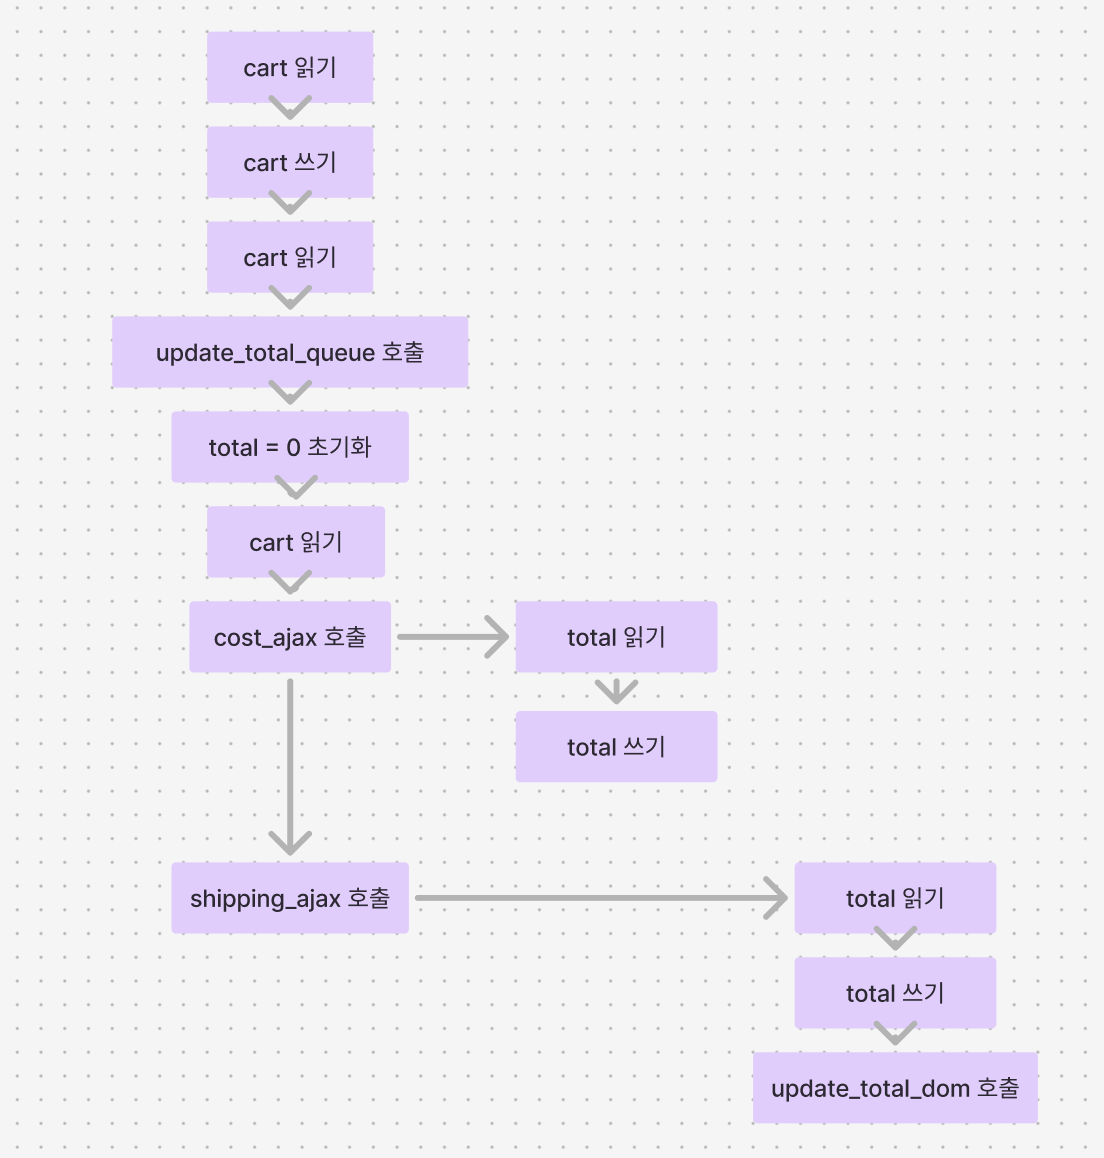 cart 읽기
cart 쓰기
cart 읽기
update_total_queue 호출
total = 0 초기화
cart 읽기
cost_ajax 호출
total 읽기
total 쓰기
shipping_ajax 호출
total 읽기
total 쓰기
update_total_dom 호출